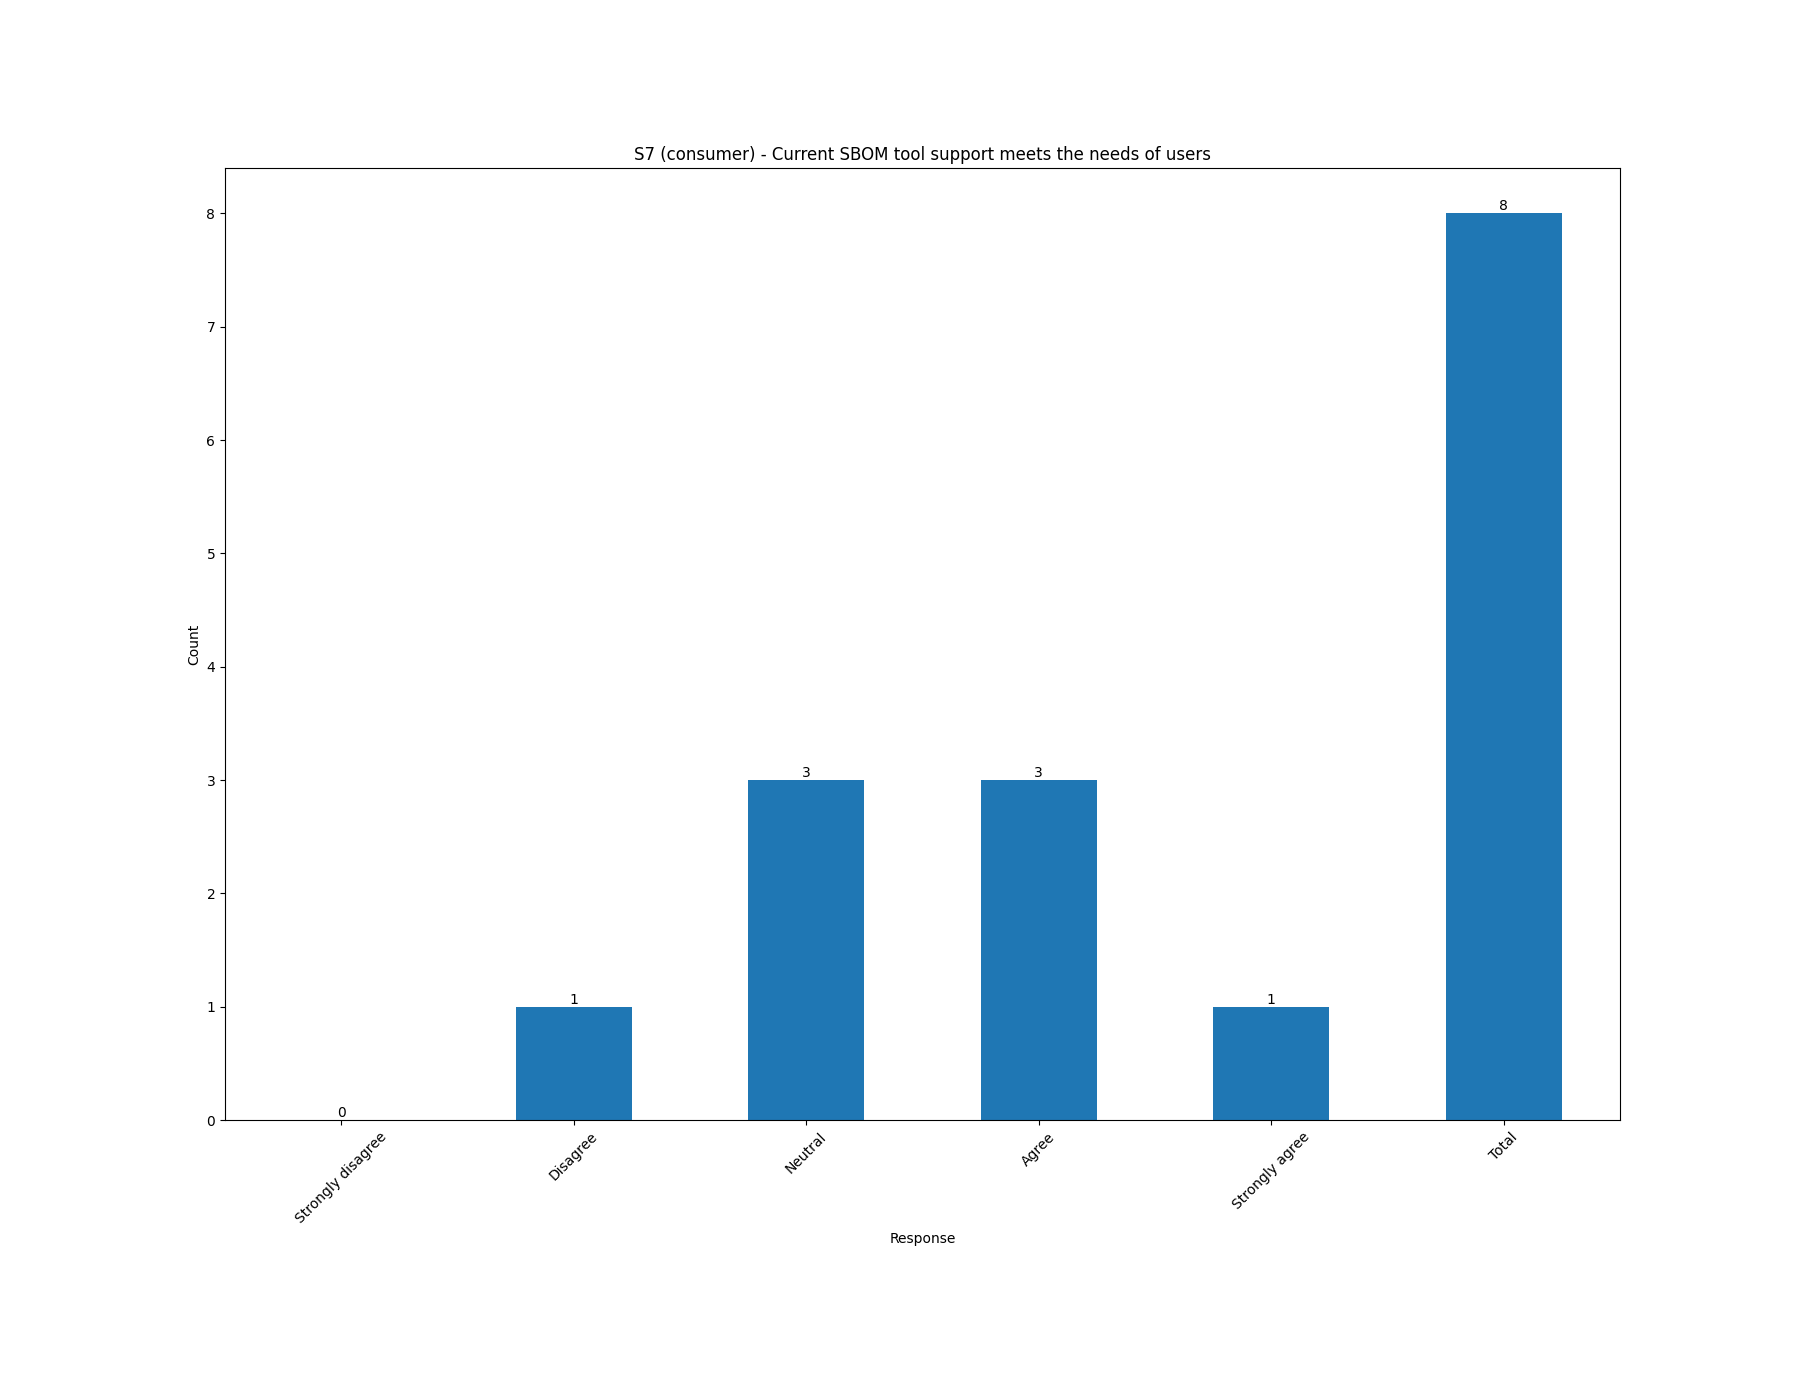 S7 (consumer) - Current SBOM tool support meets the needs of users
8
7
6
5
4
3
2
1
0
Count
0
1
3
3
1
8
Strongly disagree
Disagree
Neutral
Agree
Strongly agree
Total
Response